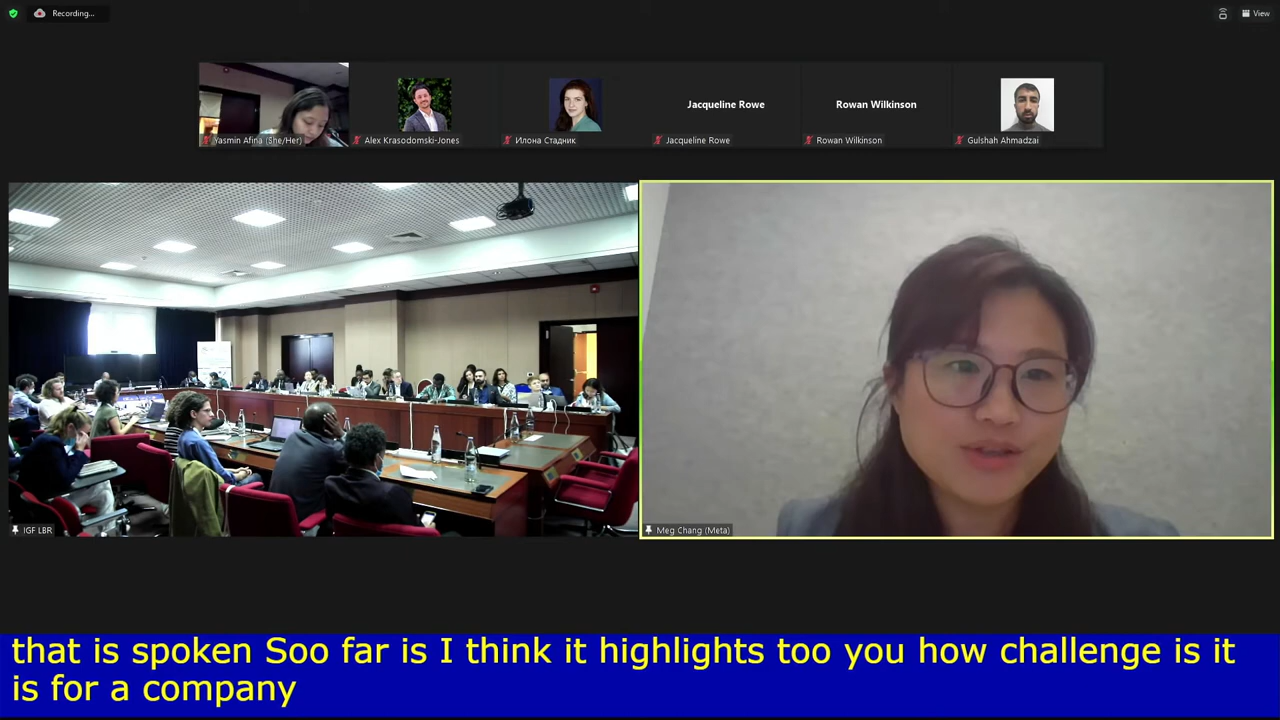 Recording...
View
Jacqueline Rowe
Rowan Wilkinson
Yasmin Afina (She/Her)
Alex Krasodomski-Jones
Илона Стадник
Jacqueline Rowe
Rowan Wilkinson
Gulshah Ahmadzai
IGF LBR
Meg Chang (Meta)
that is spoken Soo far is I think it highlights too you how challenge is it
is for a company